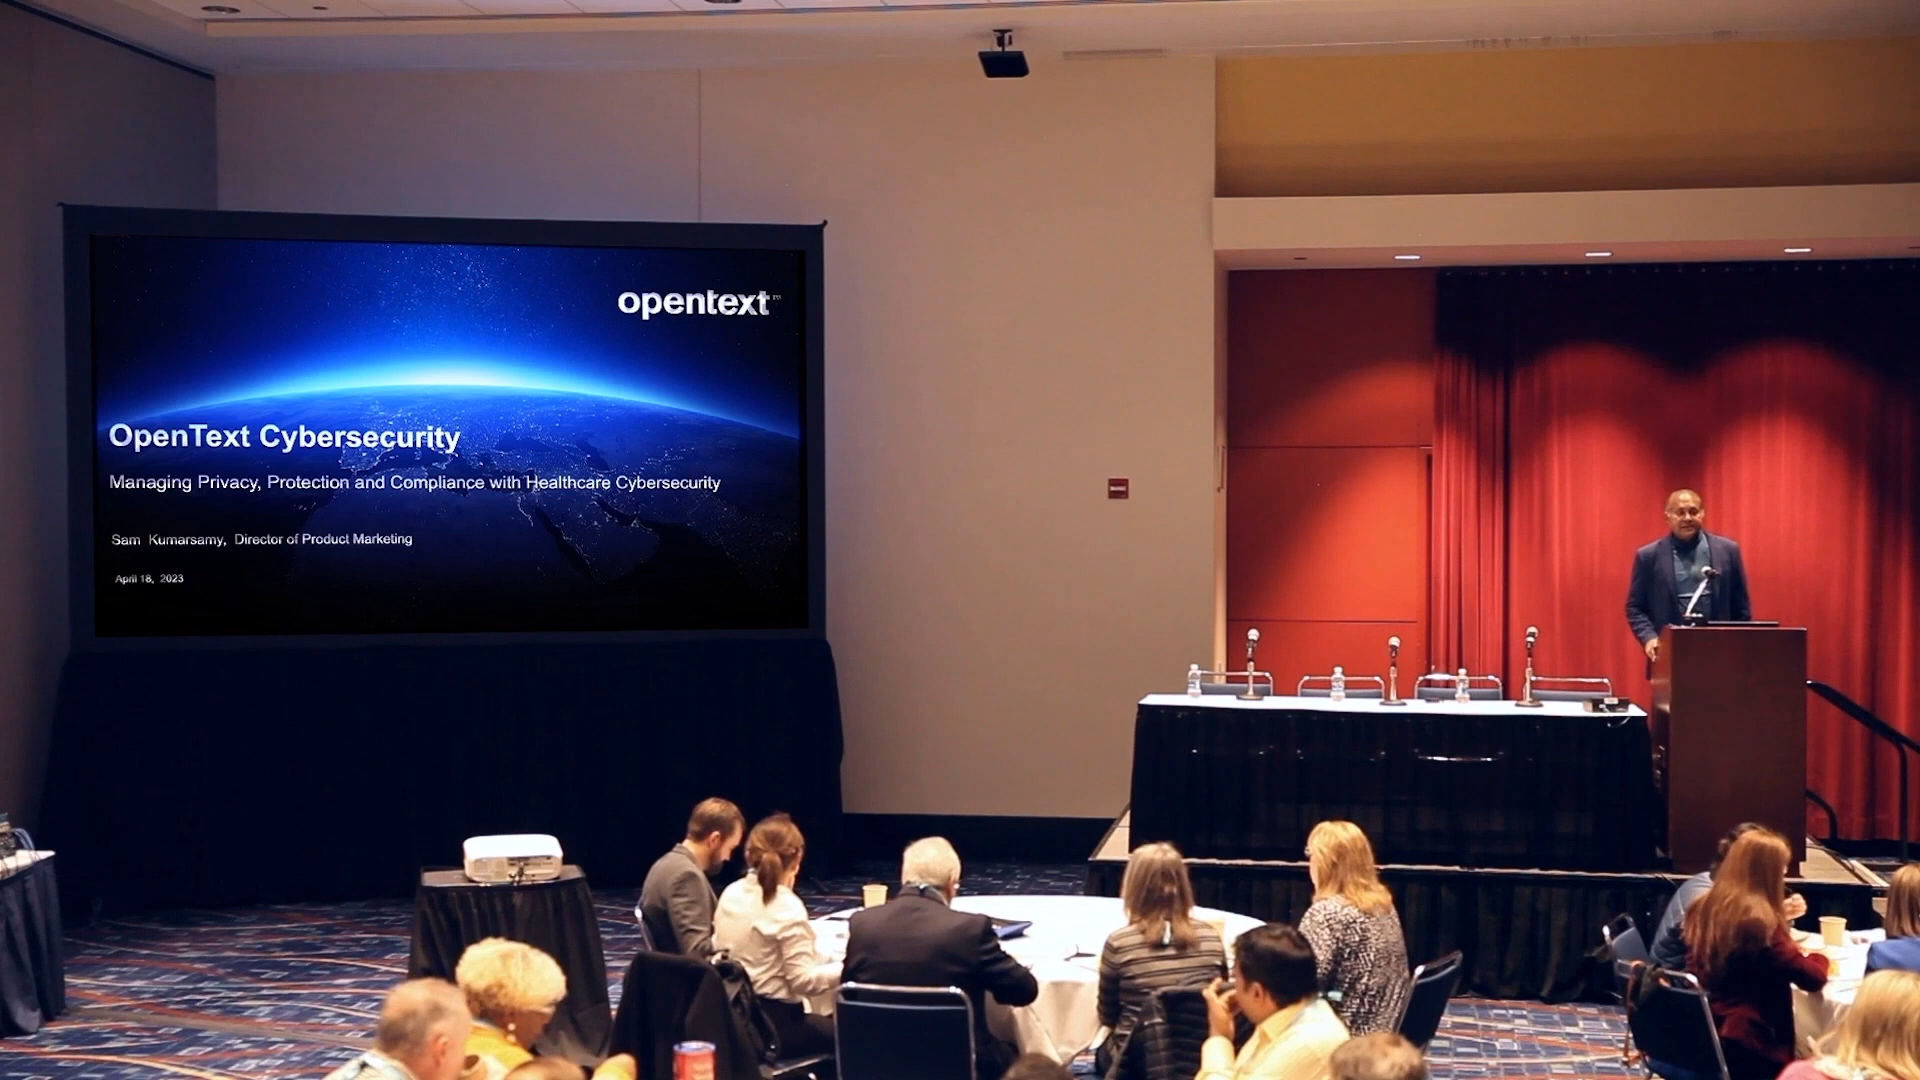 opentext™
OpenText Cybersecurity
Managing Privacy, Protection and Compliance with Healthcare Cybersecurity
Sam Kumarsamy, Director of Product Marketing
April 18, 2023